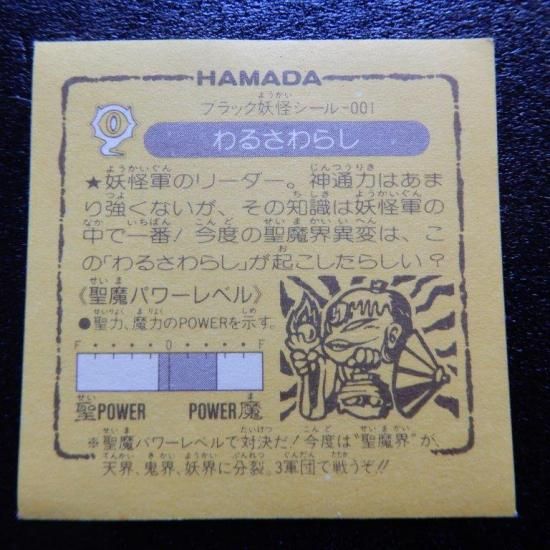 HAMADA
ブラック妖怪シール-001
わるさわらし
★妖怪軍のリーダー。神通力はあま
り強くないが、その知識は妖怪軍の
中で一番!今度の聖魔界異変は、こ
の「わるさわらし」が起こしたらしい?
《聖魔パワーレベル》
●聖力、魔力のPOWERを示す。
F 0 F
聖POWER POWER魔
※聖魔パワーレベルで対決だ!今度は“聖魔界”が、
天界、鬼界、妖界に分裂。3軍団で戦うぞ!!